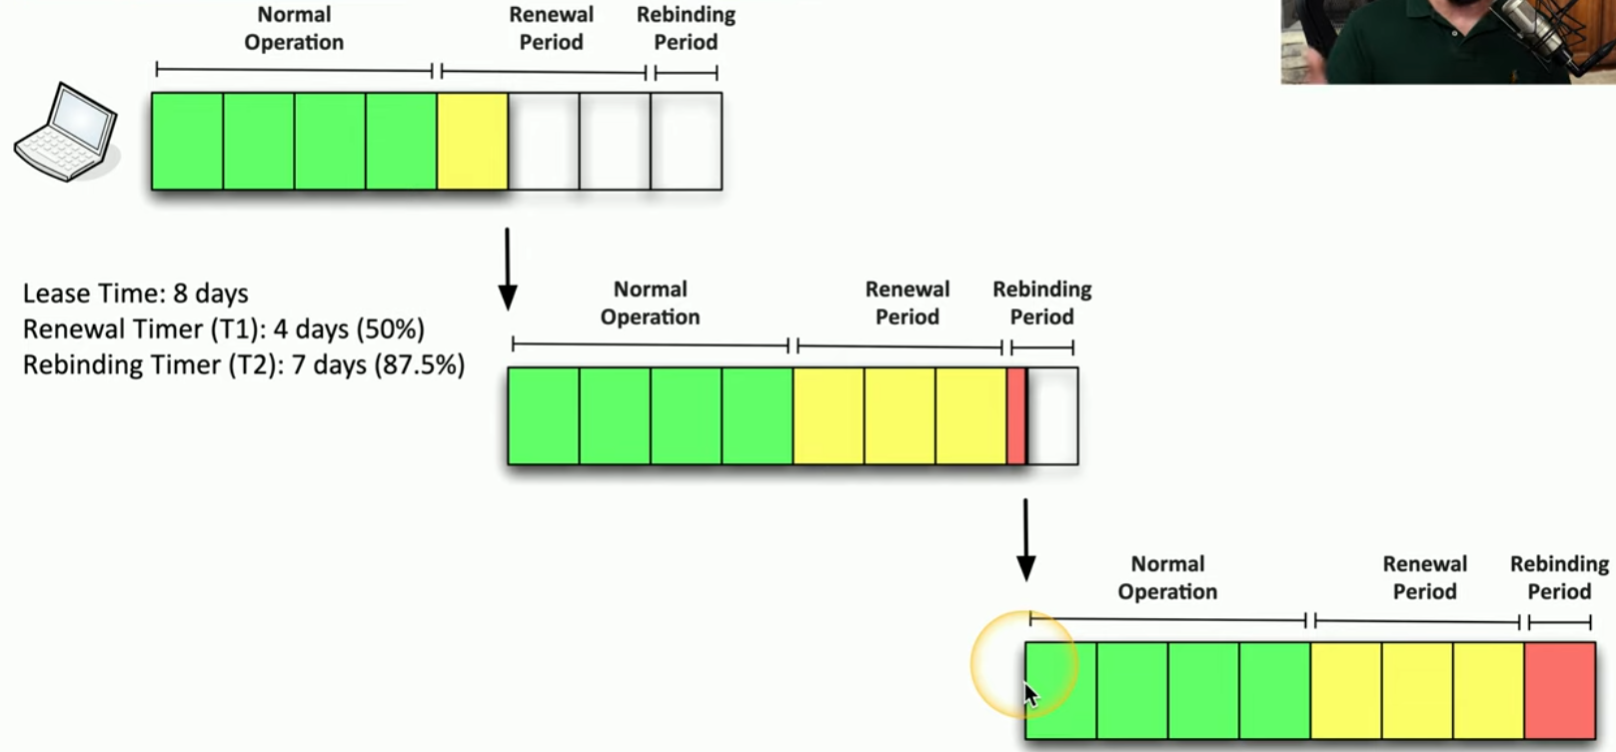 Normal
Operation
Renewal
Period
Rebinding
Period
Lease Time: 8 days
Renewal Timer (T1): 4 days (50%)
Rebinding Timer (T2): 7 days (87.5%)
Normal
Operation
Renewal
Period
Rebinding
Period
Normal
Operation
Renewal
Period
Rebinding
Period